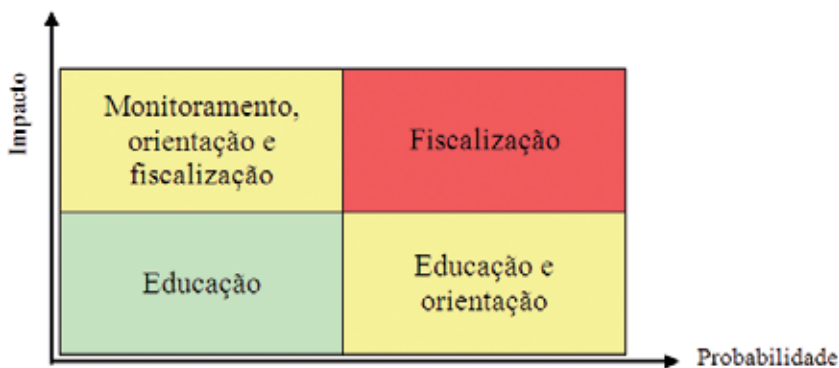 Impacto
Monitoramento,
orientação e
fiscalização
Fiscalização
Educação
Educação e
orientação
Probabilidade